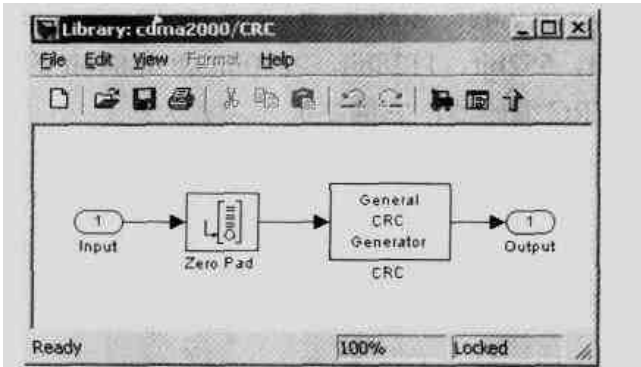 Library: cdma2000/CRC
File Edit View Format Help
1
Input
Zero Pad
General
CRC
Generator
CRC
1
Output
Ready 100% Locked